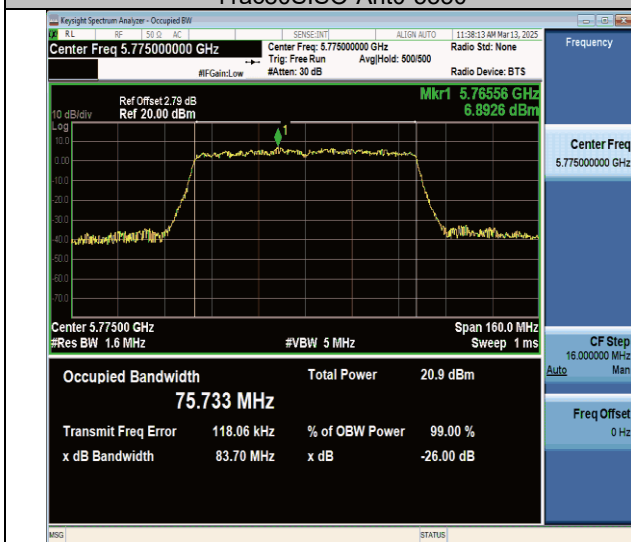 Keysight Spectrum Analyzer - Occupied BW
RL RF 50 Ω AC SENSE:INT ALIGN AUTO 11:38:13 AM Mar 13, 2025
Center Freq 5.775000000 GHz
Center Freq: 5.775000000 GHz
Radio Std: None
Trig: Free Run Avg|Hold: 500/500
#IFGain:Low #Atten: 30 dB Radio Device: BTS
Frequency
Mkr1 5.76556 GHz
6.8926 dBm
Ref Offset 2.79 dB
10 dB/div Ref 20.00 dBm
Log
1
10.0
0.00
-10.0
-20.0
-30.0
-40.0
-50.0
-60.0
-70.0
Center 5.77500 GHz Span 160.0 MHz
#Res BW 1.6 MHz #VBW 5 MHz Sweep 1 ms
Occupied Bandwidth Total Power 20.9 dBm
75.733 MHz
Transmit Freq Error 118.06 kHz % of OBW Power 99.00 %
x dB Bandwidth 83.70 MHz x dB -26.00 dB
Center Freq
5.775000000 GHz
CF Step
16.000000 MHz
Auto Man
Freq Offset
0 Hz
MSG STATUS